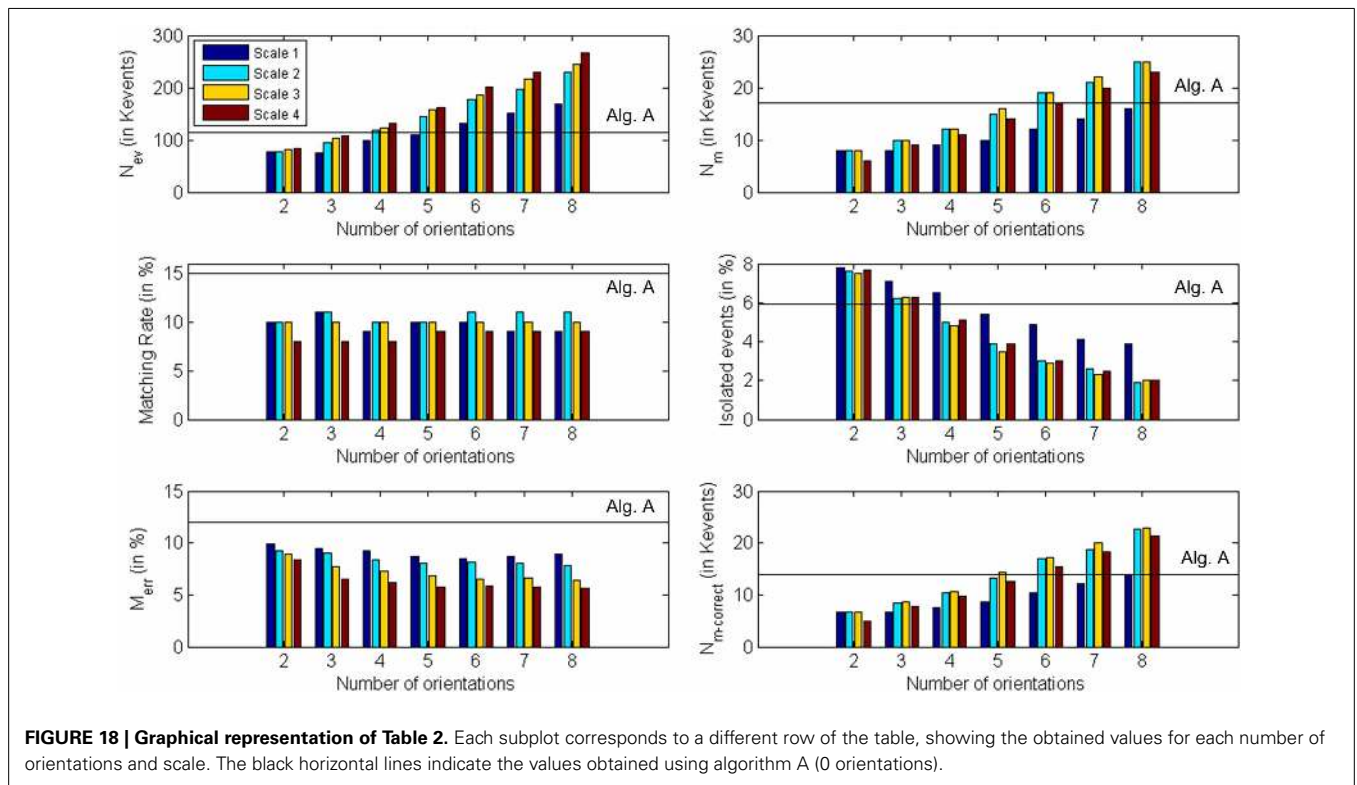 300
200
100
0
N_ev (in Kevents)
Scale 1
Scale 2
Scale 3
Scale 4
Alg. A
2 3 4 5 6 7 8
Number of orientations
30
20
10
0
N_m (in Kevents)
Alg. A
2 3 4 5 6 7 8
Number of orientations
15
10
5
0
Matching Rate (in %)
Alg. A
2 3 4 5 6 7 8
Number of orientations
8
6
4
2
0
Isolated events (in %)
Alg. A
2 3 4 5 6 7 8
Number of orientations
15
10
5
0
M_err (in %)
Alg. A
2 3 4 5 6 7 8
Number of orientations
30
20
10
0
N_m-correct (in Kevents)
Alg. A
2 3 4 5 6 7 8
Number of orientations
FIGURE 18 | Graphical representation of Table 2. Each subplot corresponds to a different row of the table, showing the obtained values for each number of
orientations and scale. The black horizontal lines indicate the values obtained using algorithm A (0 orientations).